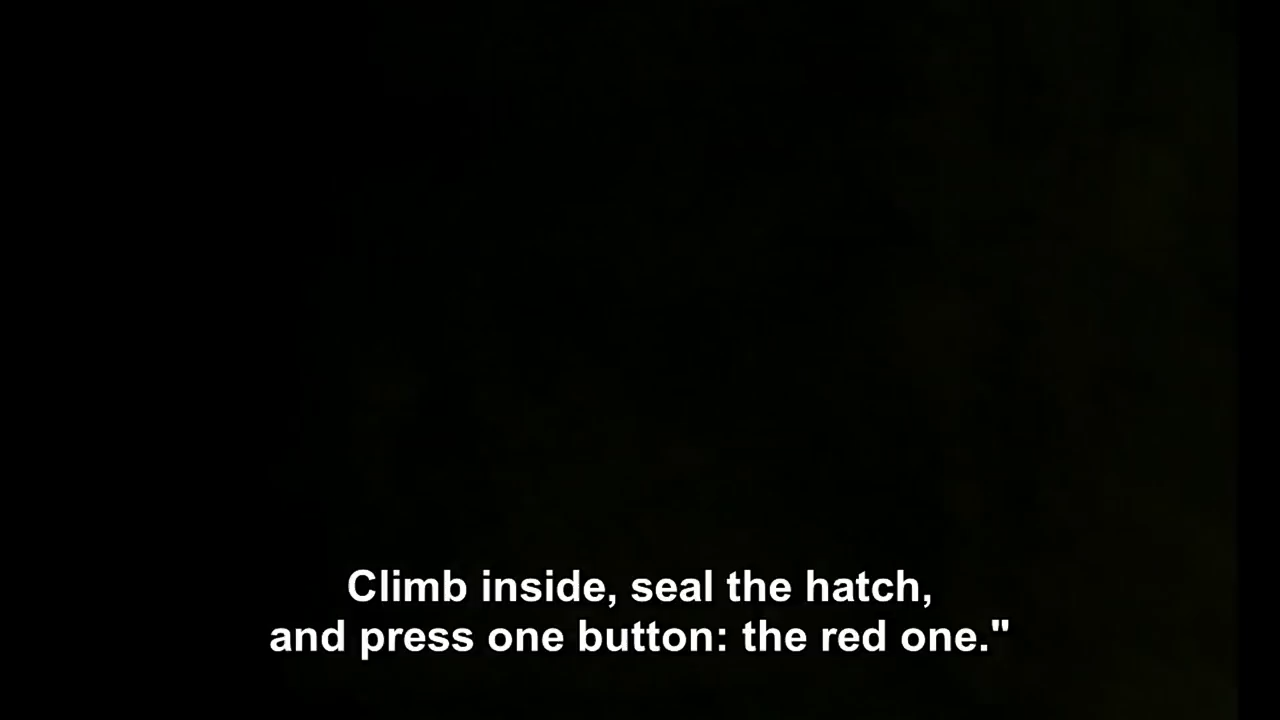 Climb inside, seal the hatch,
and press one button: the red one."